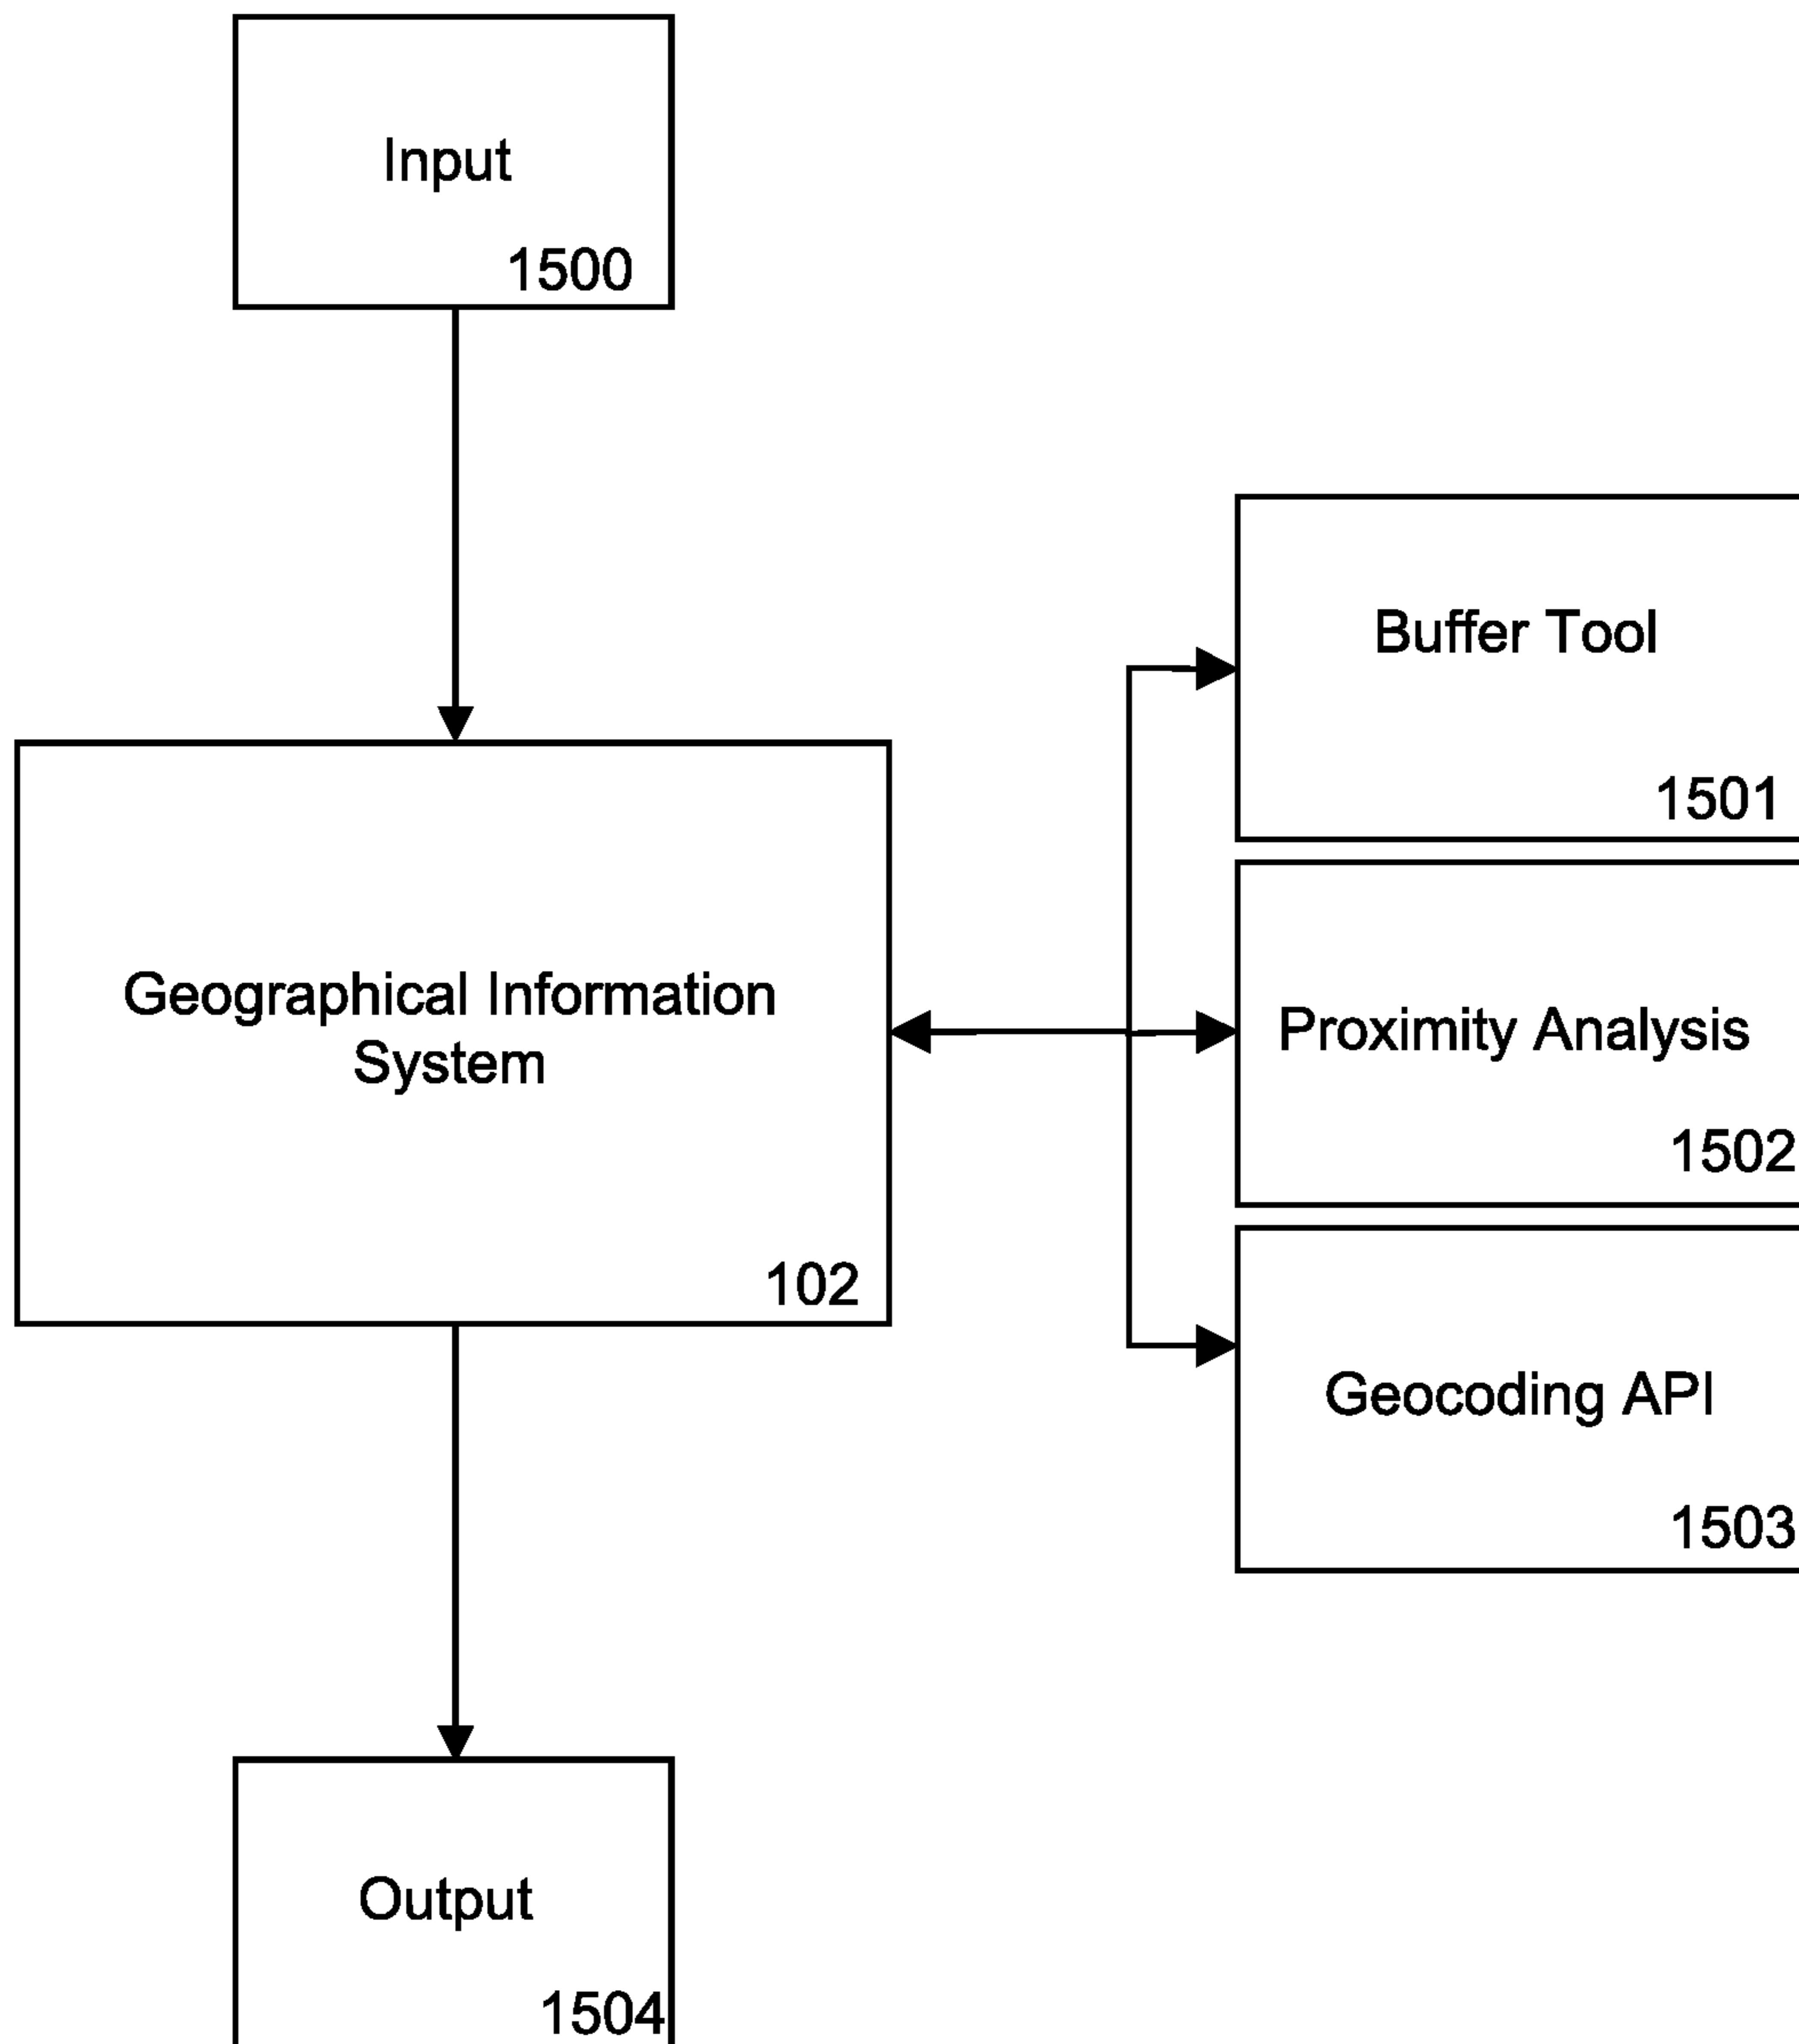 Input
1500
Buffer Tool
1501
Geographical Information
System
102
Proximity Analysis
1502
Geocoding API
1503
Output
1504